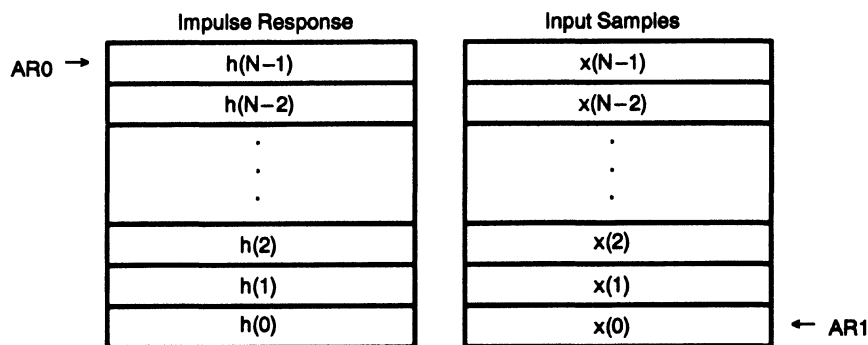 Impulse Response Input Samples
AR0 → h(N−1) x(N−1)
h(N−2) x(N−2)
. .
. .
. .
h(2) x(2)
h(1) x(1)
h(0) x(0) ← AR1